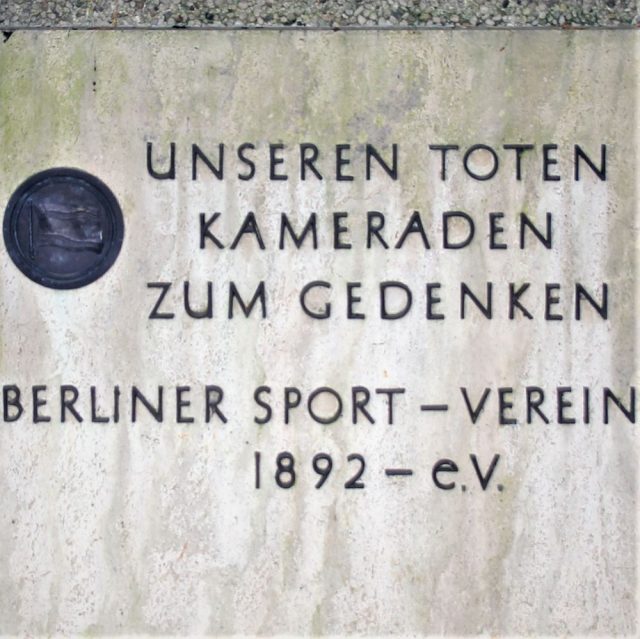 UNSEREN TOTEN
KAMERADEN
ZUM GEDENKEN
BERLINER SPORT – VEREIN
1892 – e.V.